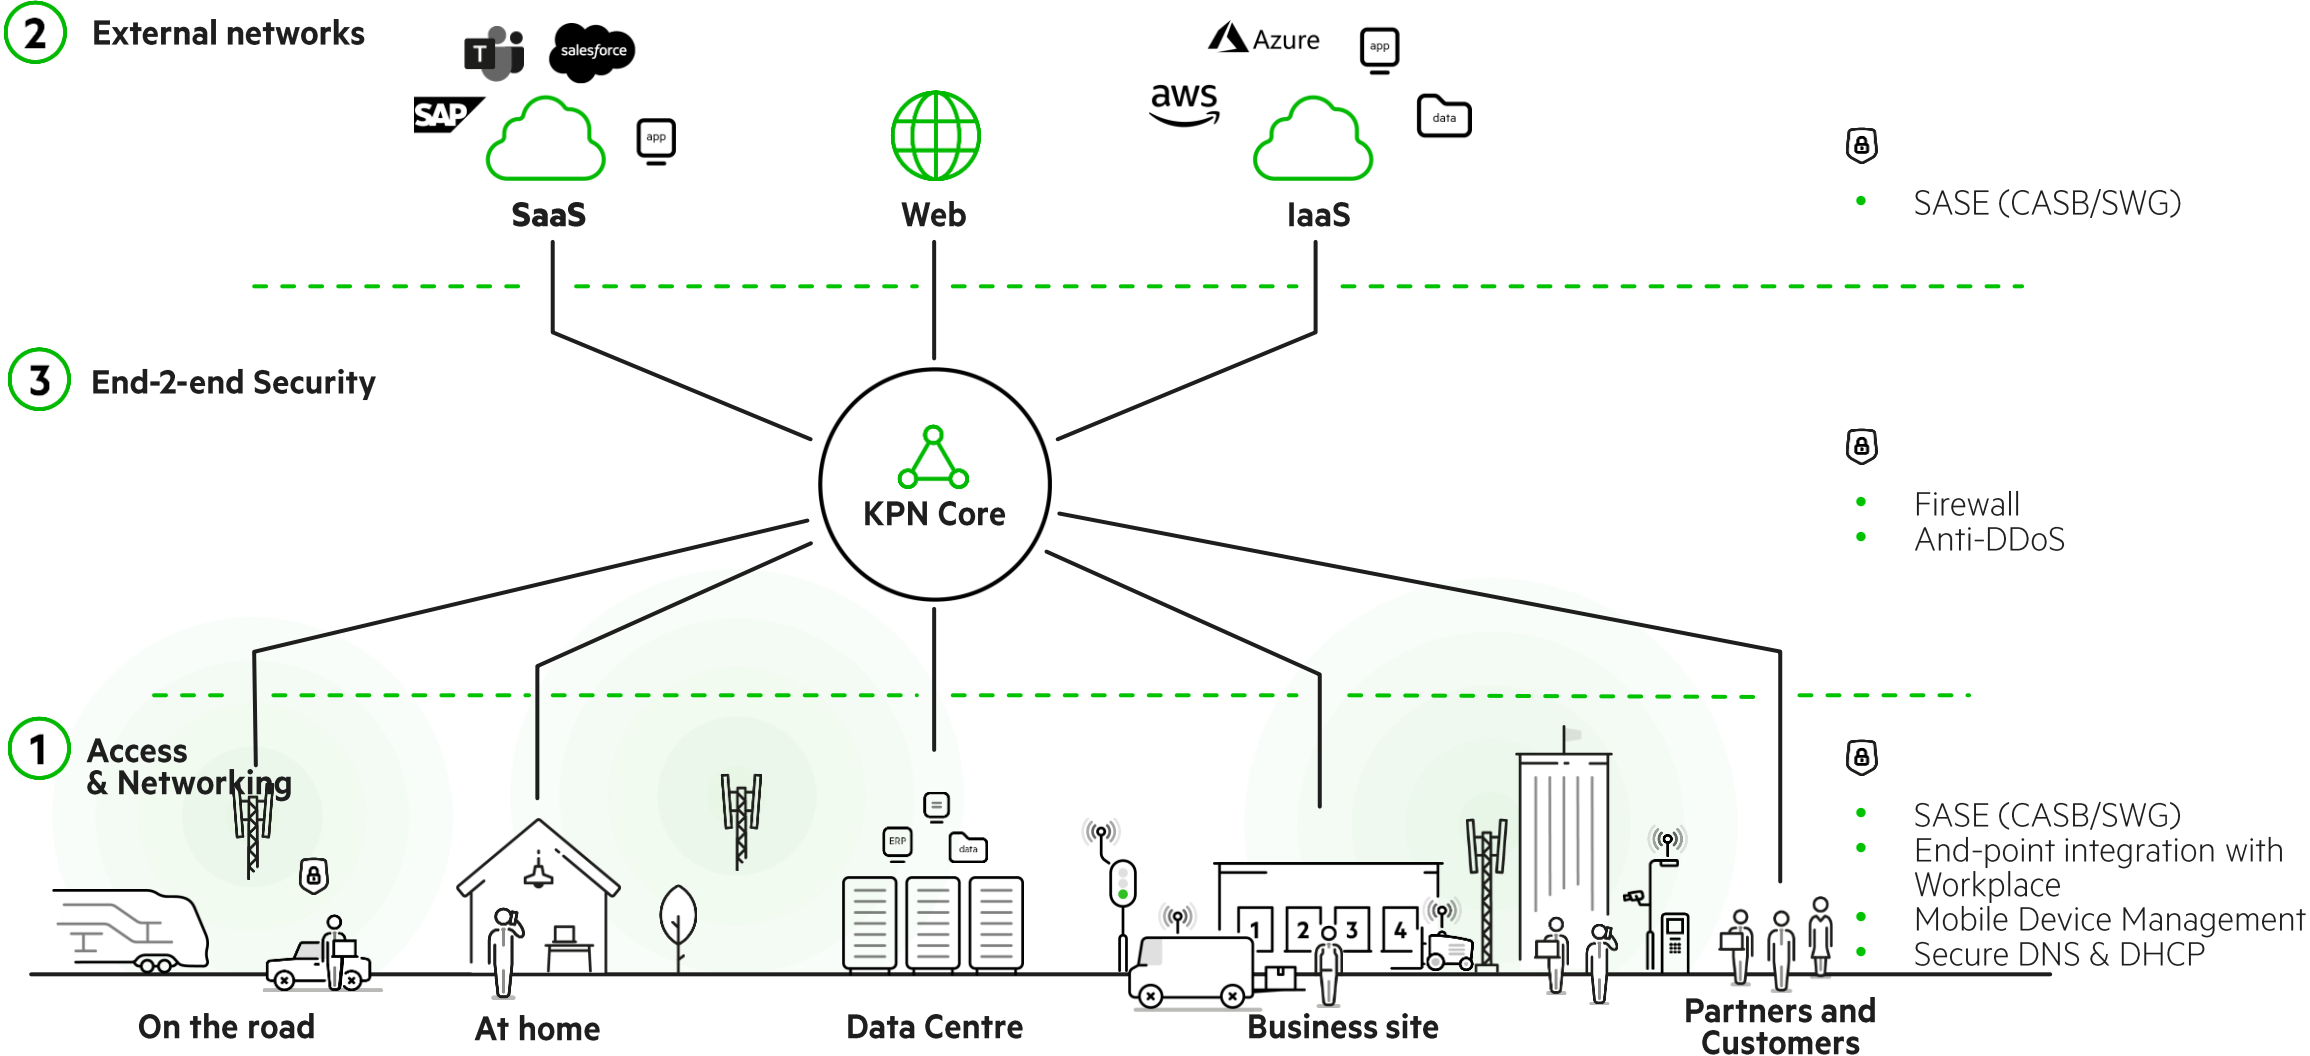 2
External networks
T
salesforce
SAP
app
SaaS
Web
Azure
app
aws
data
IaaS
SASE (CASB/SWG)
3
End-2-end Security
KPN Core
Firewall
Anti-DDoS
1
Access
& Networking
ERP
data
1
2
3
4
SASE (CASB/SWG)
End-point integration with
Workplace
Mobile Device Management
Secure DNS & DHCP
On the road
At home
Data Centre
Business site
Partners and
Customers